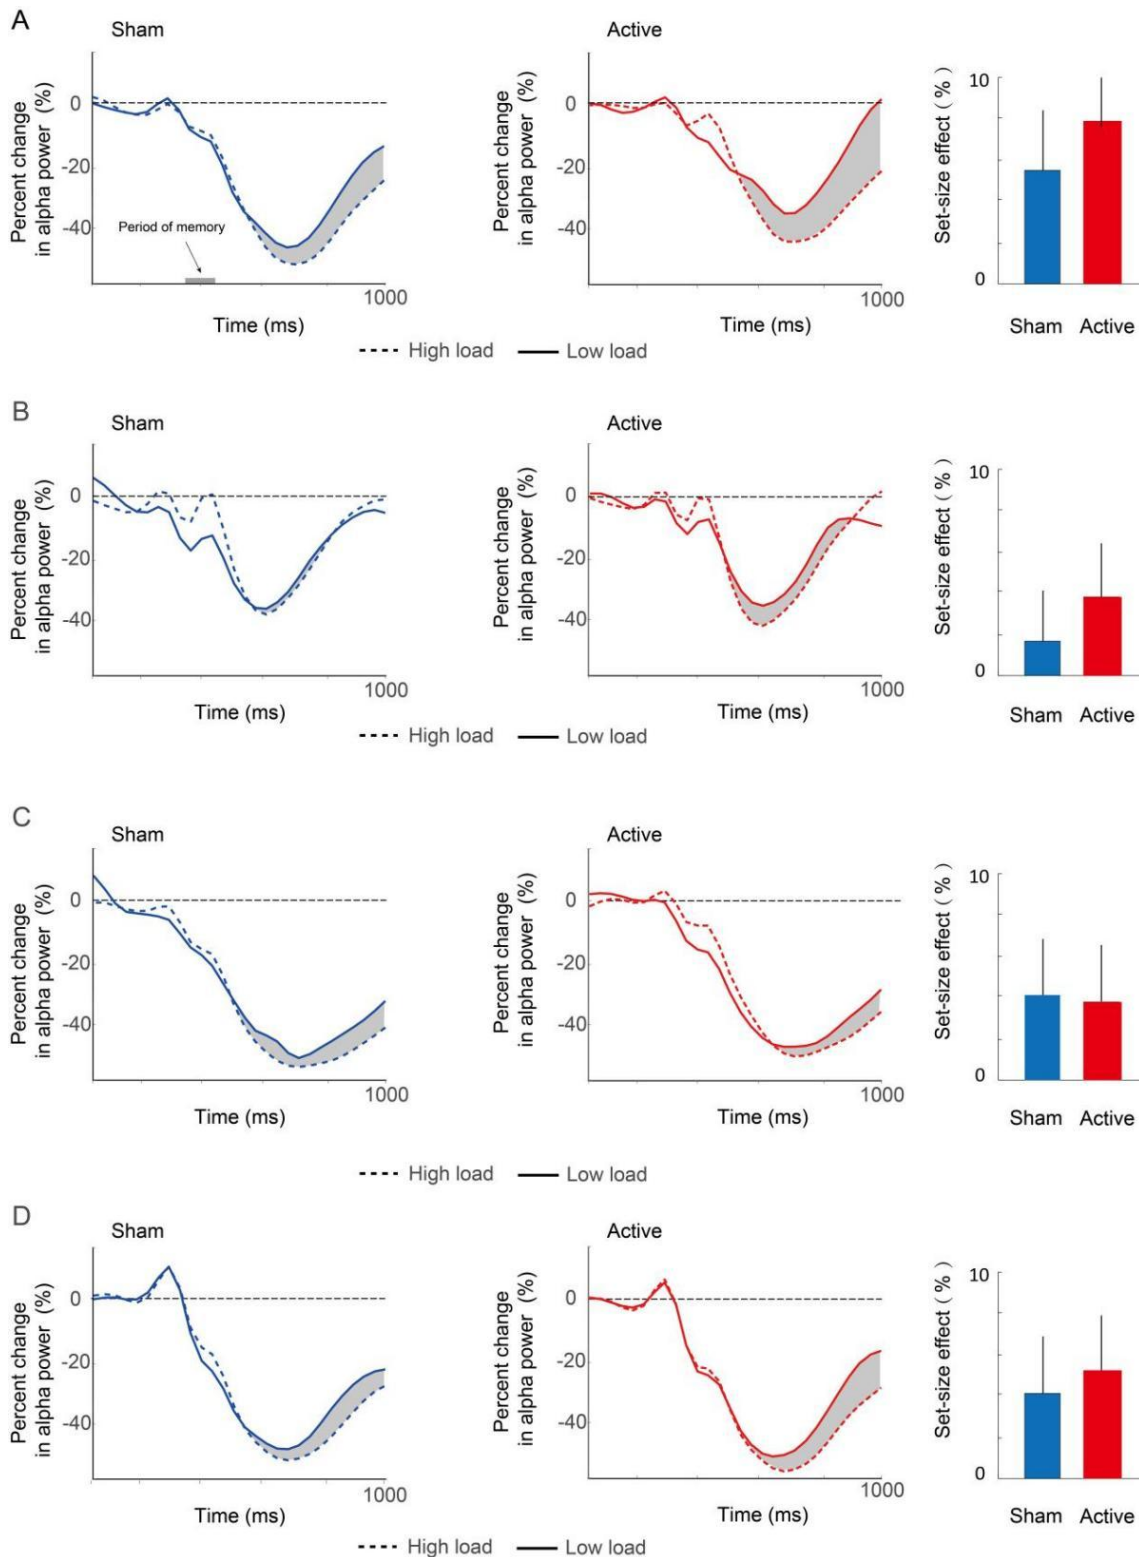 A
Sham
Active
Percent change
in alpha power (%)
0
-20
-40
Period of memory
1000
Time (ms)
Percent change
in alpha power (%)
0
-20
-40
1000
Time (ms)
Set-size effect ( % )
10
0
Sham Active
High load Low load
B
Sham
Active
Percent change
in alpha power (%)
0
-20
-40
1000
Time (ms)
Percent change
in alpha power (%)
0
-20
-40
1000
Time (ms)
Set-size effect ( % )
10
0
Sham Active
High load Low load
C
Sham
Active
Percent change
in alpha power (%)
0
-20
-40
1000
Time (ms)
Percent change
in alpha power (%)
0
-20
-40
1000
Time (ms)
Set-size effect ( % )
10
0
Sham Active
High load Low load
D
Sham
Active
Percent change
in alpha power (%)
0
-20
-40
1000
Time (ms)
Percent change
in alpha power (%)
0
-20
-40
1000
Time (ms)
Set-size effect ( % )
10
0
Sham Active
High load Low load